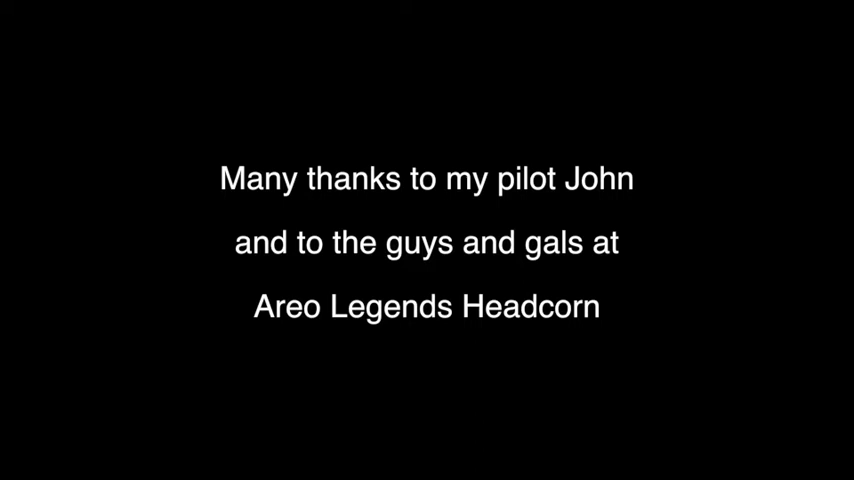 Many thanks to my pilot John
and to the guys and gals at
Areo Legends Headcorn